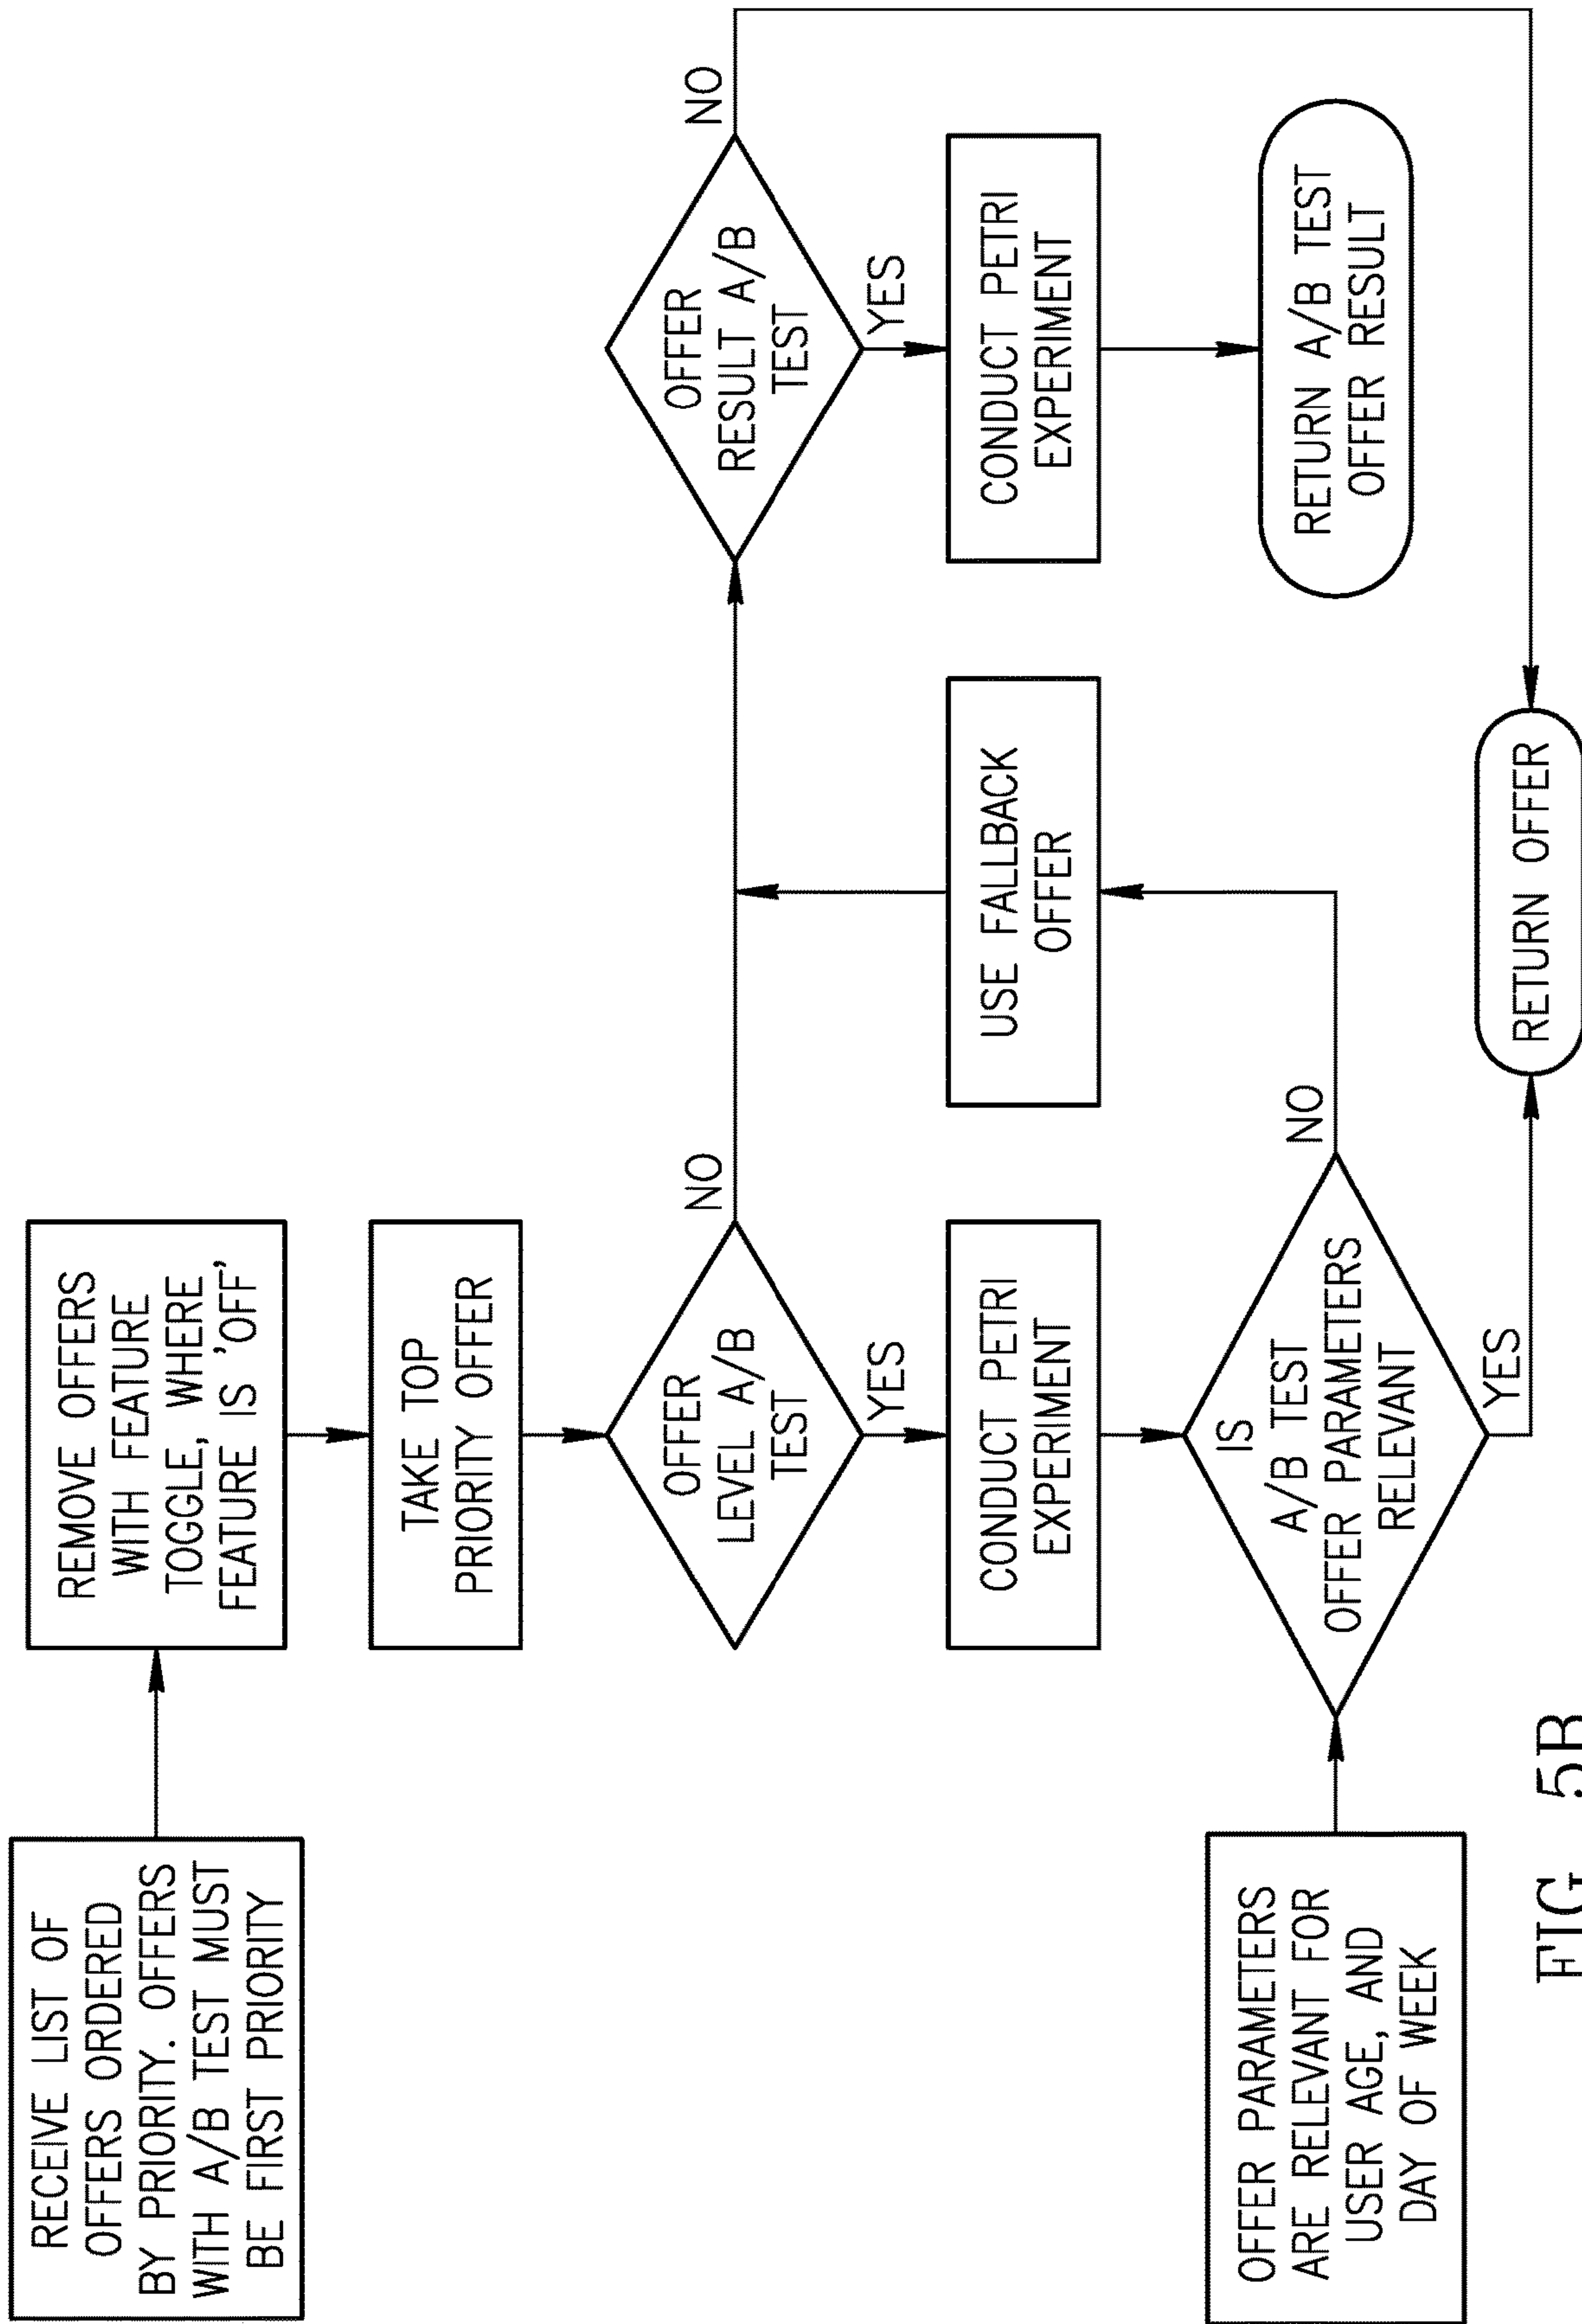 RECEIVE LIST OF
OFFERS ORDERED
BY PRIORITY. OFFERS
WITH A/B TEST MUST
BE FIRST PRIORITY
REMOVE OFFERS
WITH FEATURE
TOGGLE, WHERE
FEATURE IS 'OFF'
TAKE TOP
PRIORITY OFFER
OFFER
LEVEL A/B
TEST
NO
YES
CONDUCT PETRI
EXPERIMENT
OFFER PARAMETERS
ARE RELEVANT FOR
USER AGE, AND
DAY OF WEEK
IS
A/B TEST
OFFER PARAMETERS
RELEVANT
NO
YES
USE FALLBACK
OFFER
OFFER
RESULT A/B
TEST
NO
YES
CONDUCT PETRI
EXPERIMENT
RETURN A/B TEST
OFFER RESULT
RETURN OFFER
FIG. 5B